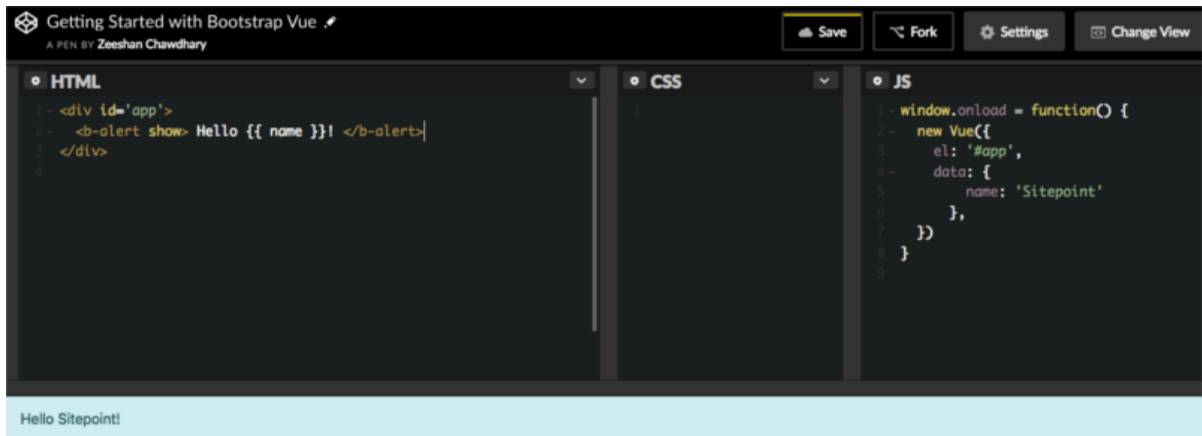 Getting Started with Bootstrap Vue
A PEN BY Zeeshan Chawdhary
Save
Fork
Settings
Change View
HTML
1 <div id='app'>
2   <b-alert show> Hello {{ name }}! </b-alert>
3 </div>
4
CSS
1
JS
1 window.onload = function() {
2   new Vue({
3     el: '#app',
4     data: {
5         name: 'Sitepoint'
6       },
7   })
8 }
9
Hello Sitepoint!